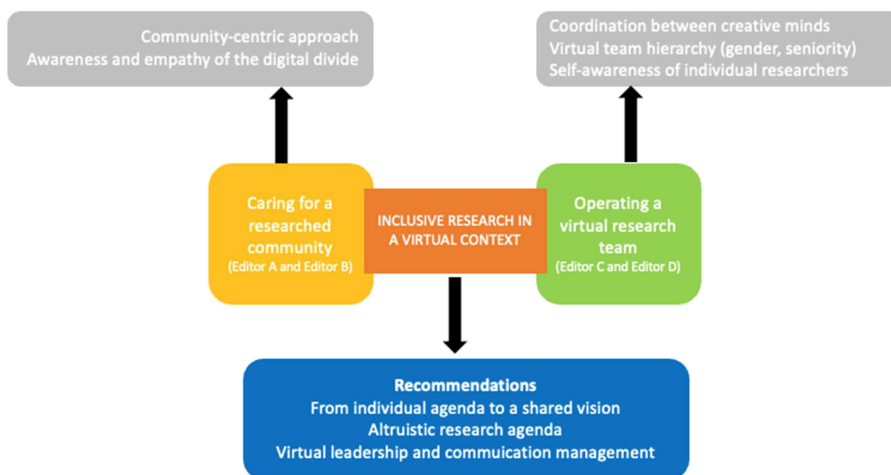 Community-centric approach
Awareness and empathy of the digital divide
Coordination between creative minds
Virtual team hierarchy (gender, seniority)
Self-awareness of individual researchers
Caring for a
researched
community
(Editor A and Editor B)
INCLUSIVE RESEARCH IN
A VIRTUAL CONTEXT
Operating a
virtual research
team
(Editor C and Editor D)
Recommendations
From individual agenda to a shared vision
Altruistic research agenda
Virtual leadership and commuication management